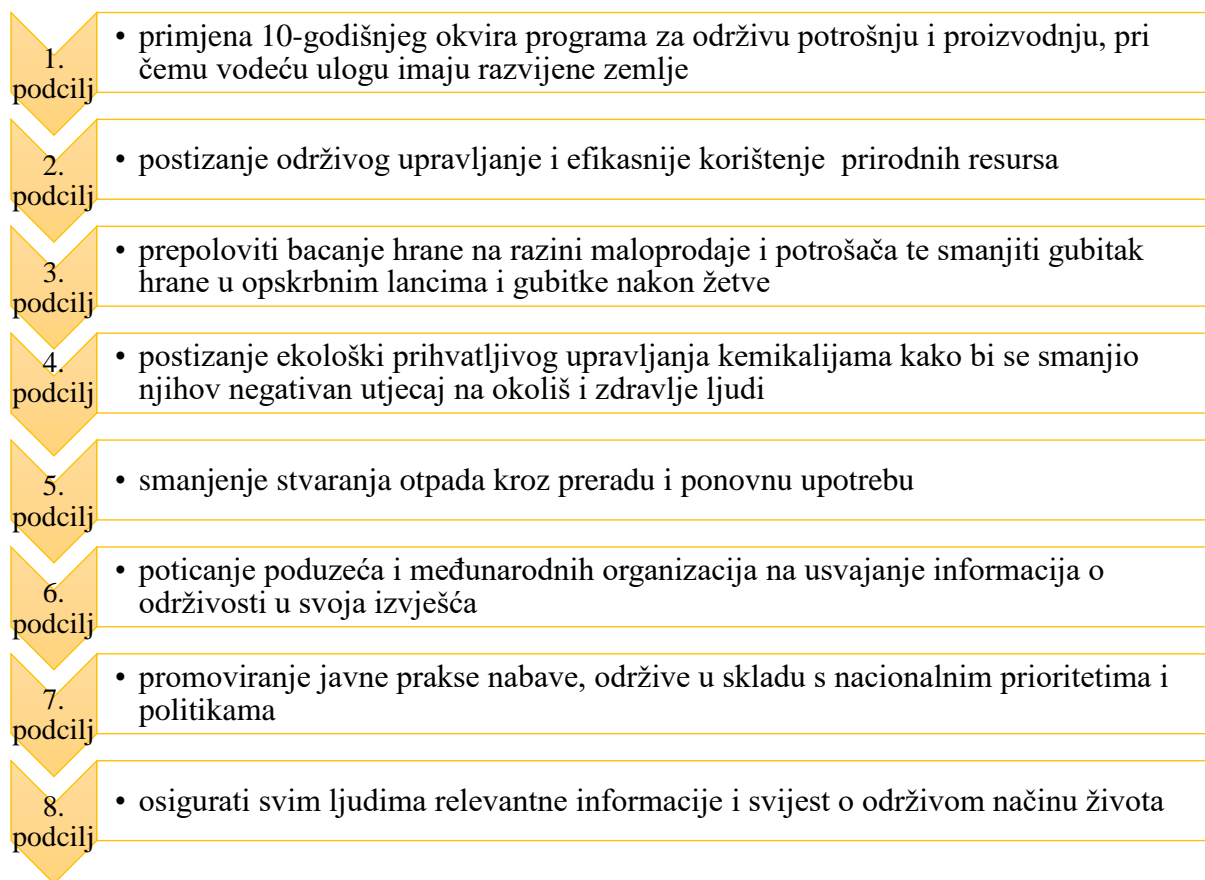 1.
podcilj
• primjena 10-godišnjeg okvira programa za održivu potrošnju i proizvodnju, pri
čemu vodeću ulogu imaju razvijene zemlje
2.
podcilj
• postizanje održivog upravljanje i efikasnije korištenje prirodnih resursa
3.
podcilj
• prepoloviti bacanje hrane na razini maloprodaje i potrošača te smanjiti gubitak
hrane u opskrbnim lancima i gubitke nakon žetve
4.
podcilj
• postizanje ekološki prihvatljivog upravljanja kemikalijama kako bi se smanjio
njihov negativan utjecaj na okoliš i zdravlje ljudi
5.
podcilj
• smanjenje stvaranja otpada kroz preradu i ponovnu upotrebu
6.
podcilj
• poticanje poduzeća i međunarodnih organizacija na usvajanje informacija o
održivosti u svoja izvješća
7.
podcilj
• promoviranje javne prakse nabave, održive u skladu s nacionalnim prioritetima i
politikama
8.
podcilj
• osigurati svim ljudima relevantne informacije i svijest o održivom načinu života